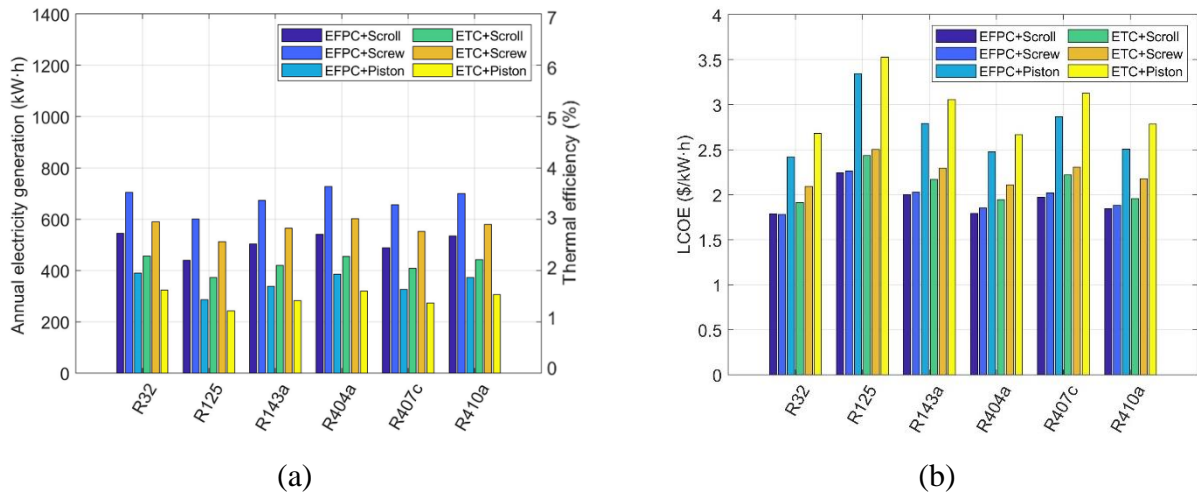 Annual electricity generation (kW·h)
1400
1200
1000
800
600
400
200
0
EFPC+Scroll
EFPC+Screw
EFPC+Piston
ETC+Scroll
ETC+Screw
ETC+Piston
7
6
5
4
3
2
1
0
Thermal efficiency (%)
R32
R125
R143a
R404a
R407c
R410a
(a)
LCOE ($/kW·h)
4
3.5
3
2.5
2
1.5
1
0.5
0
EFPC+Scroll
EFPC+Screw
EFPC+Piston
ETC+Scroll
ETC+Screw
ETC+Piston
R32
R125
R143a
R404a
R407c
R410a
(b)